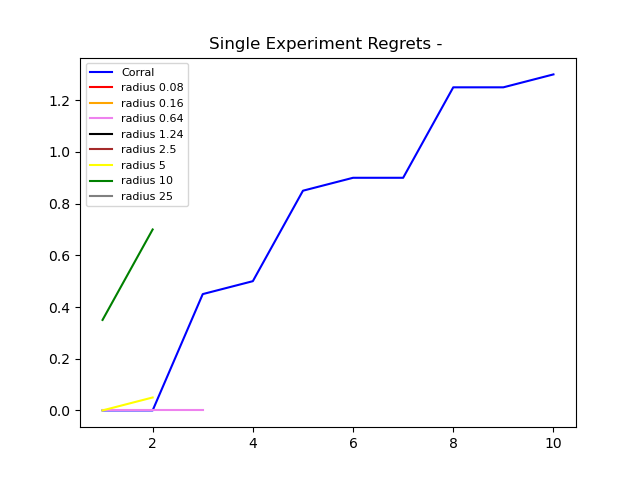 Single Experiment Regrets -
Corral
radius 0.08
radius 0.16
radius 0.64
radius 1.24
radius 2.5
radius 5
radius 10
radius 25
1.2
1.0
0.8
0.6
0.4
0.2
0.0
2 4 6 8 10